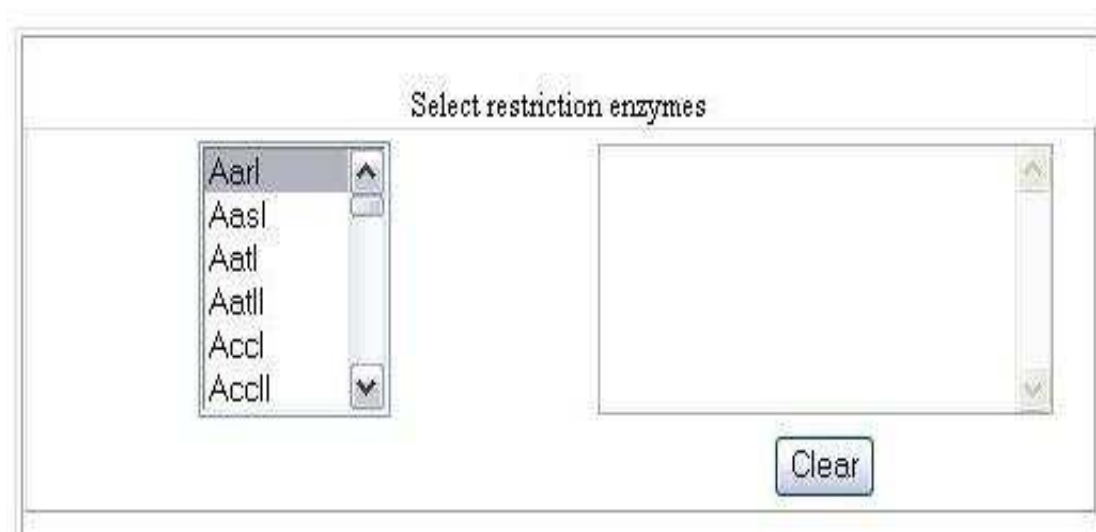 Select restriction enzymes
AarI
AasI
AatI
AatII
AccI
AccII
Clear